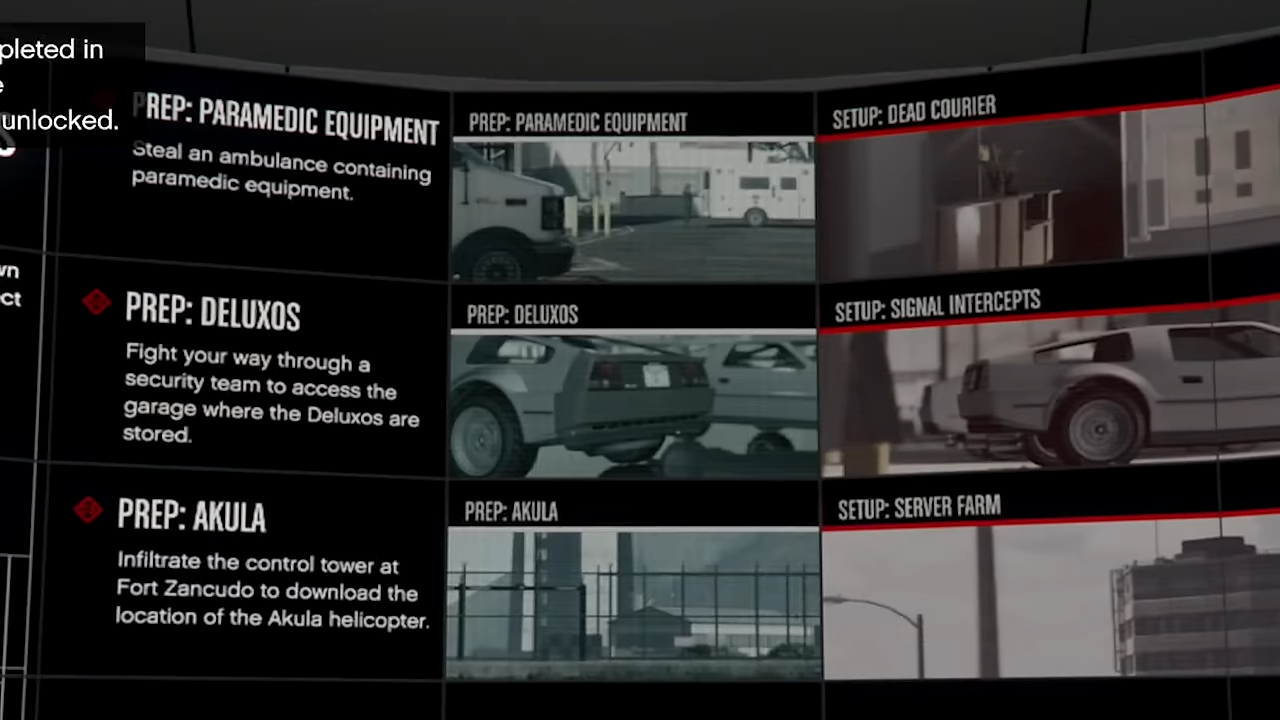 pleted in
unlocked.
PREP: PARAMEDIC EQUIPMENT
Steal an ambulance containing
paramedic equipment.
PREP: DELUXOS
Fight your way through a
security team to access the
garage where the Deluxos are
stored.
PREP: AKULA
Infiltrate the control tower at
Fort Zancudo to download the
location of the Akula helicopter.
PREP: PARAMEDIC EQUIPMENT
PREP: DELUXOS
PREP: AKULA
SETUP: DEAD COURIER
SETUP: SIGNAL INTERCEPTS
SETUP: SERVER FARM